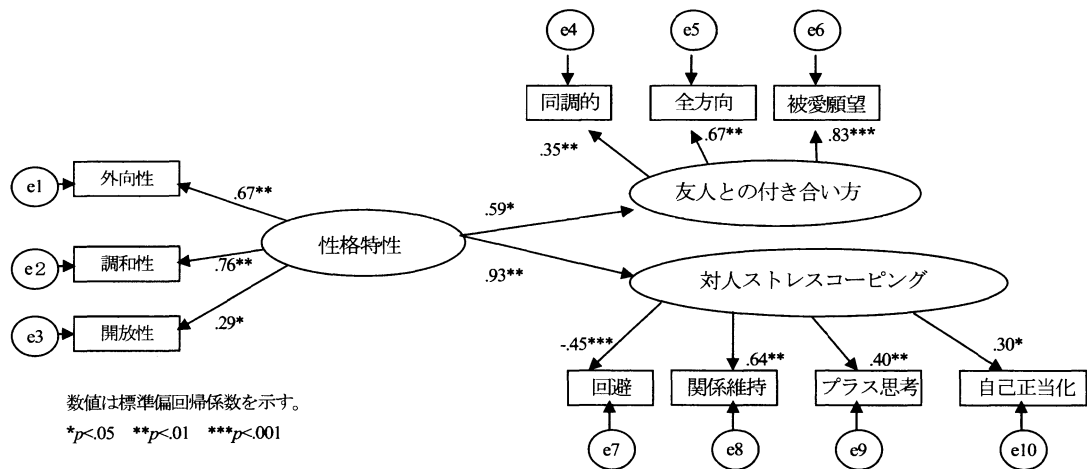 e4
e5
e6
同調的
全方向
被愛願望
.35**
.67**
.83***
友人との付き合い方
e1
外向性
.67**
.59*
e2
調和性
.76**
性格特性
.93**
対人ストレスコーピング
e3
開放性
.29*
-.45***
.64**
.40**
.30*
回避
関係維持
プラス思考
自己正当化
e7
e8
e9
e10
数値は標準偏回帰係数を示す。
*p<.05 **p<.01 ***p<.001